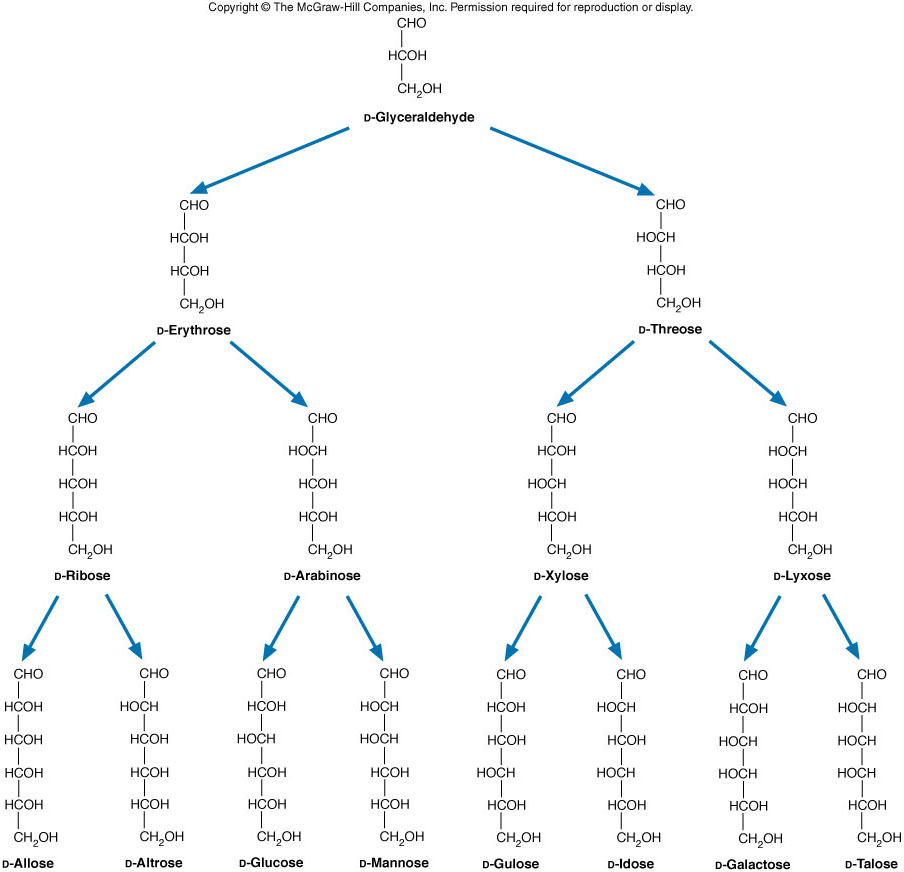 Copyright © The McGraw-Hill Companies, Inc. Permission required for reproduction or display.
CHO
HCOH
CH₂OH
D-Glyceraldehyde
CHO CHO
HCOH HOCH
HCOH HCOH
CH₂OH CH₂OH
D-Erythrose D-Threose
CHO CHO CHO CHO
HCOH HOCH HCOH HOCH
HCOH HCOH HOCH HOCH
HCOH HCOH HCOH HCOH
CH₂OH CH₂OH CH₂OH CH₂OH
D-Ribose D-Arabinose D-Xylose D-Lyxose
CHO CHO CHO CHO CHO CHO CHO CHO
HCOH HOCH HCOH HOCH HCOH HOCH HCOH HOCH
HCOH HCOH HOCH HOCH HCOH HCOH HOCH HOCH
HCOH HCOH HCOH HCOH HOCH HOCH HOCH HOCH
HCOH HCOH HCOH HCOH HCOH HCOH HCOH HCOH
CH₂OH CH₂OH CH₂OH CH₂OH CH₂OH CH₂OH CH₂OH CH₂OH
D-Allose D-Altrose D-Glucose D-Mannose D-Gulose D-Idose D-Galactose D-Talose